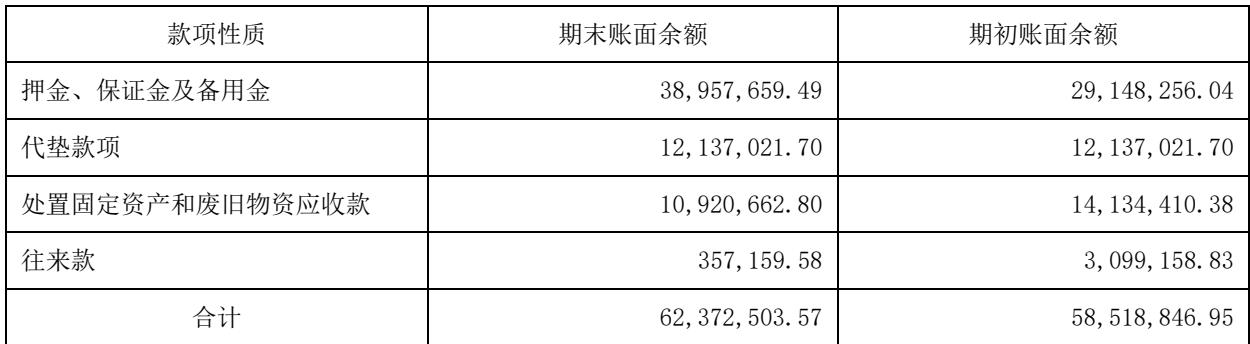 款项性质 期末账面余额 期初账面余额
押金、保证金及备用金 38,957,659.49 29,148,256.04
代垫款项 12,137,021.70 12,137,021.70
处置固定资产和废旧物资应收款 10,920,662.80 14,134,410.38
往来款 357,159.58 3,099,158.83
合计 62,372,503.57 58,518,846.95